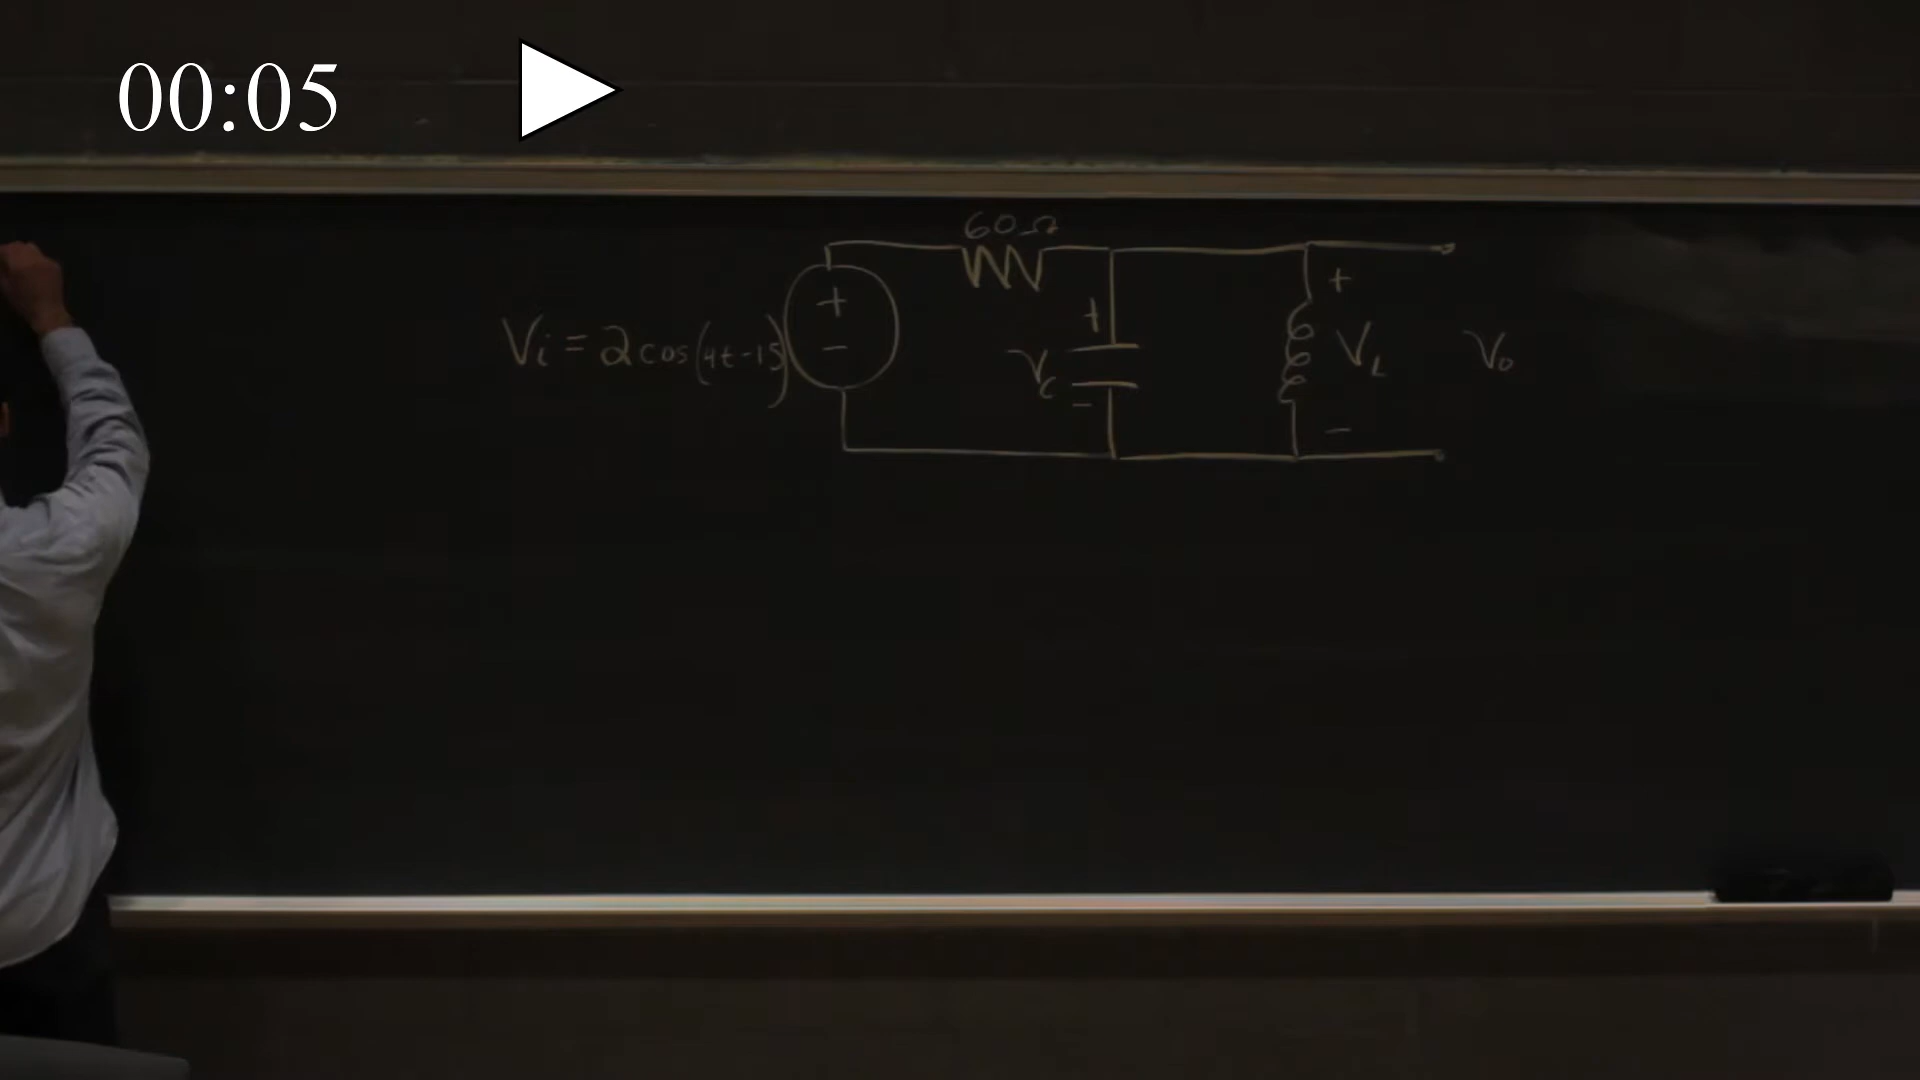 00:05
60Ω
Vi = 2cos(4t-15)
+
-
+
Vc
-
+
VL
-
Vo